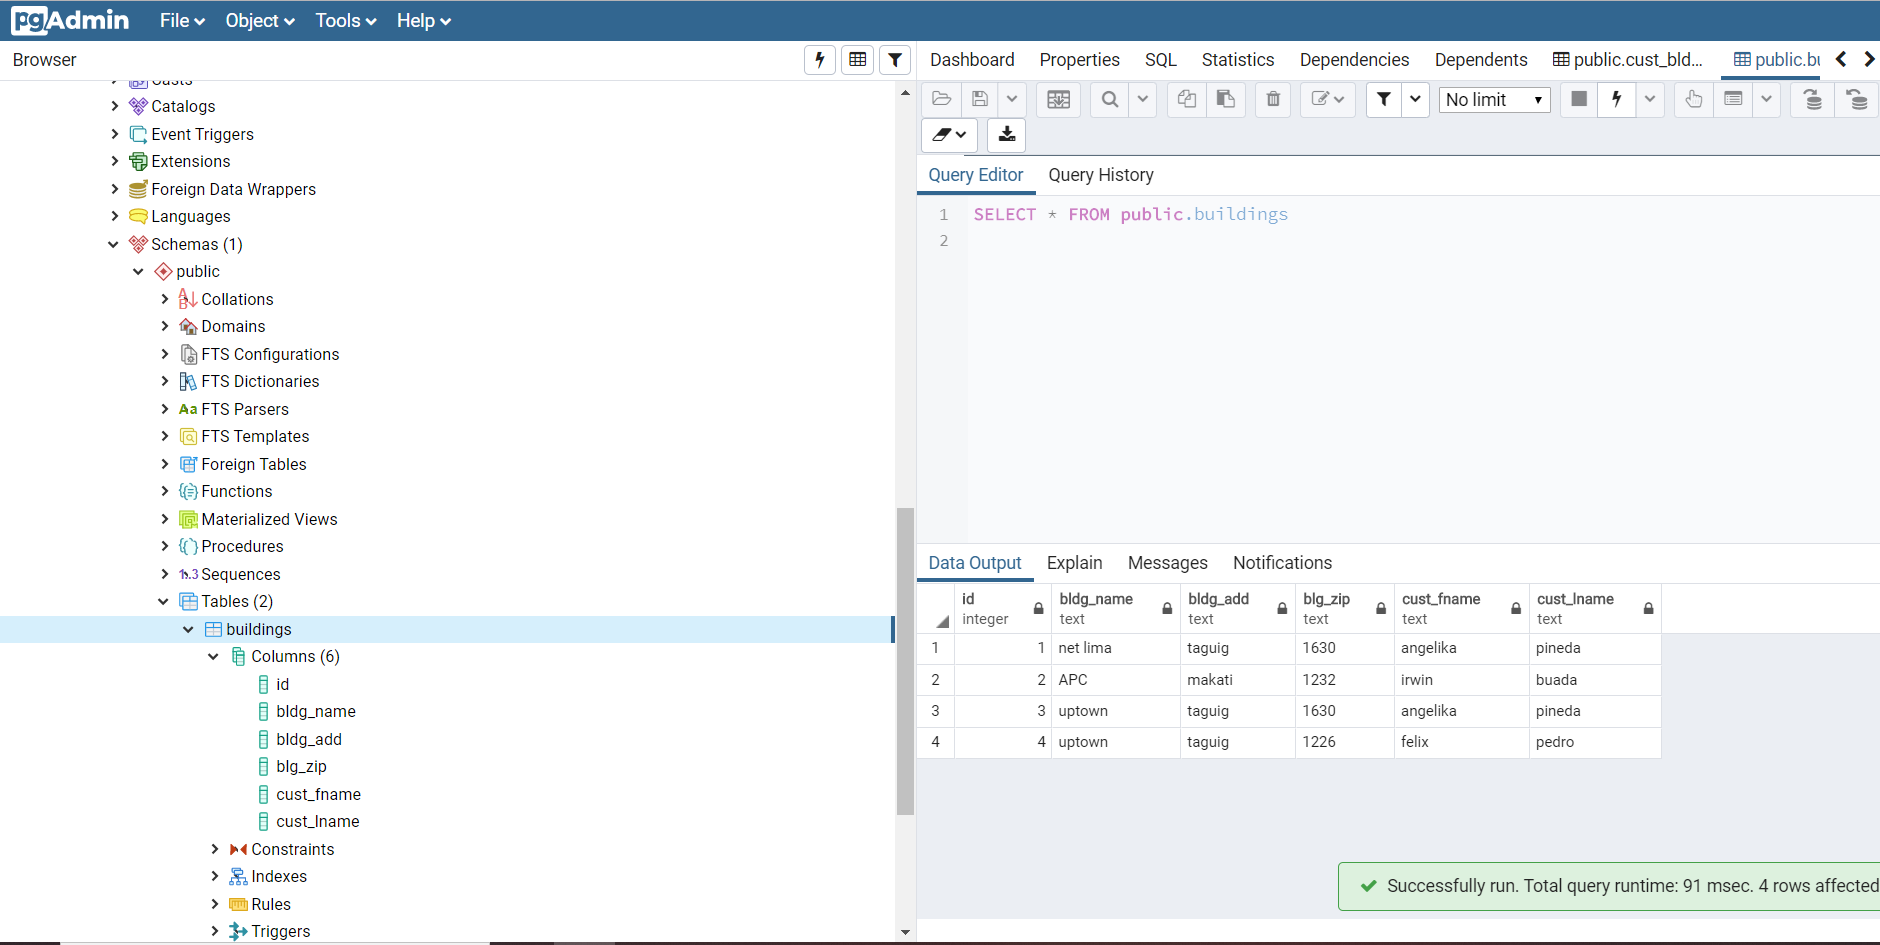 pgAdmin File Object Tools Help
Browser
Dashboard Properties SQL Statistics Dependencies Dependents public.cust_bld... public.bu
Casts
Catalogs
Event Triggers
Extensions
Foreign Data Wrappers
Languages
Schemas (1)
public
Collations
Domains
FTS Configurations
FTS Dictionaries
Aa FTS Parsers
FTS Templates
Foreign Tables
Functions
Materialized Views
Procedures
1..3 Sequences
Tables (2)
buildings
Columns (6)
id
bldg_name
bldg_add
blg_zip
cust_fname
cust_lname
Constraints
Indexes
Rules
Triggers
No limit
Query Editor Query History
1 SELECT * FROM public.buildings
2
Data Output Explain Messages Notifications
id bldg_name bldg_add blg_zip cust_fname cust_lname
integer text text text text text
1 1 net lima taguig 1630 angelika pineda
2 2 APC makati 1232 irwin buada
3 3 uptown taguig 1630 angelika pineda
4 4 uptown taguig 1226 felix pedro
Successfully run. Total query runtime: 91 msec. 4 rows affected